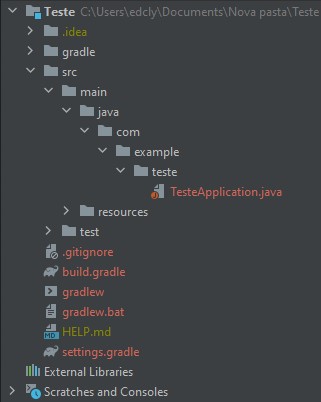 Teste C:\Users\edcly\Documents\Nova pasta\Teste
.idea
gradle
src
main
java
com
example
teste
TesteApplication.java
resources
test
.gitignore
build.gradle
gradlew
gradlew.bat
HELP.md
settings.gradle
External Libraries
Scratches and Consoles